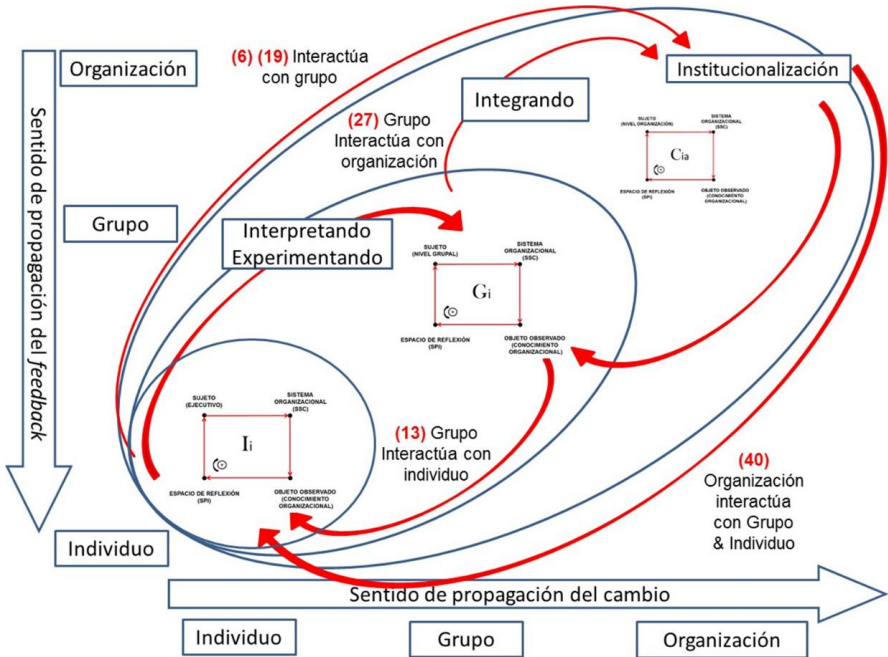 Organización
(6) (19) Interactúa
con grupo
Institucionalización
Integrando
(27) Grupo
Interactúa con
organización
SUJETO
(NIVEL ORGANIZACIÓN)
SISTEMA
ORGANIZACIONAL
(SSC)
Cia
ESPACIO DE REFLEXIÓN
(SPI)
OBJETO OBSERVADO
(CONOCIMIENTO
ORGANIZACIONAL)
Sentido de propagación del feedback
Grupo
Interpretando
Experimentando
SUJETO
(NIVEL GRUPAL)
SISTEMA
ORGANIZACIONAL
(SSC)
Gi
ESPACIO DE REFLEXIÓN
(SPI)
OBJETO OBSERVADO
(CONOCIMIENTO
ORGANIZACIONAL)
SUJETO
(EJECUTIVO)
SISTEMA
ORGANIZACIONAL
(SSC)
Ii
ESPACIO DE REFLEXIÓN
(SPI)
OBJETO OBSERVADO
(CONOCIMIENTO
ORGANIZACIONAL)
(13) Grupo
Interactúa con
individuo
(40)
Organización
interactúa
con Grupo
& Individuo
Individuo
Sentido de propagación del cambio
Individuo
Grupo
Organización